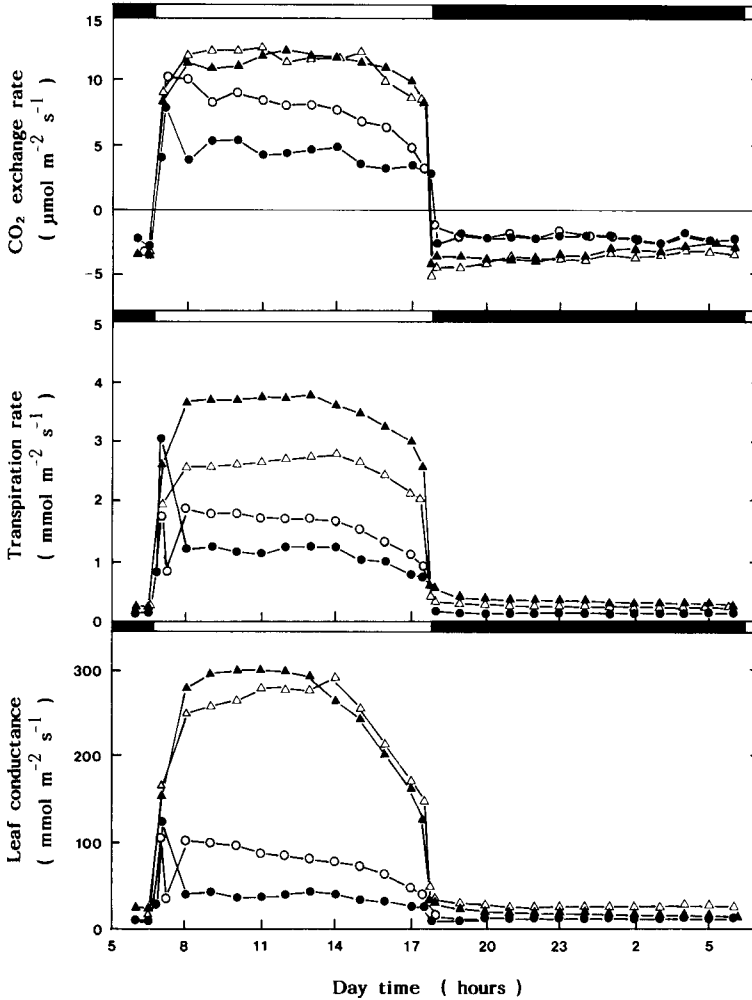 CO₂ exchange rate
( μmol m⁻² s⁻¹ )
15
10
5
0
−5
Transpiration rate
( mmol m⁻² s⁻¹ )
5
4
3
2
1
0
Leaf conductance
( mmol m⁻² s⁻¹ )
300
200
100
0
5 8 11 14 17 20 23 2 5
Day time ( hours )